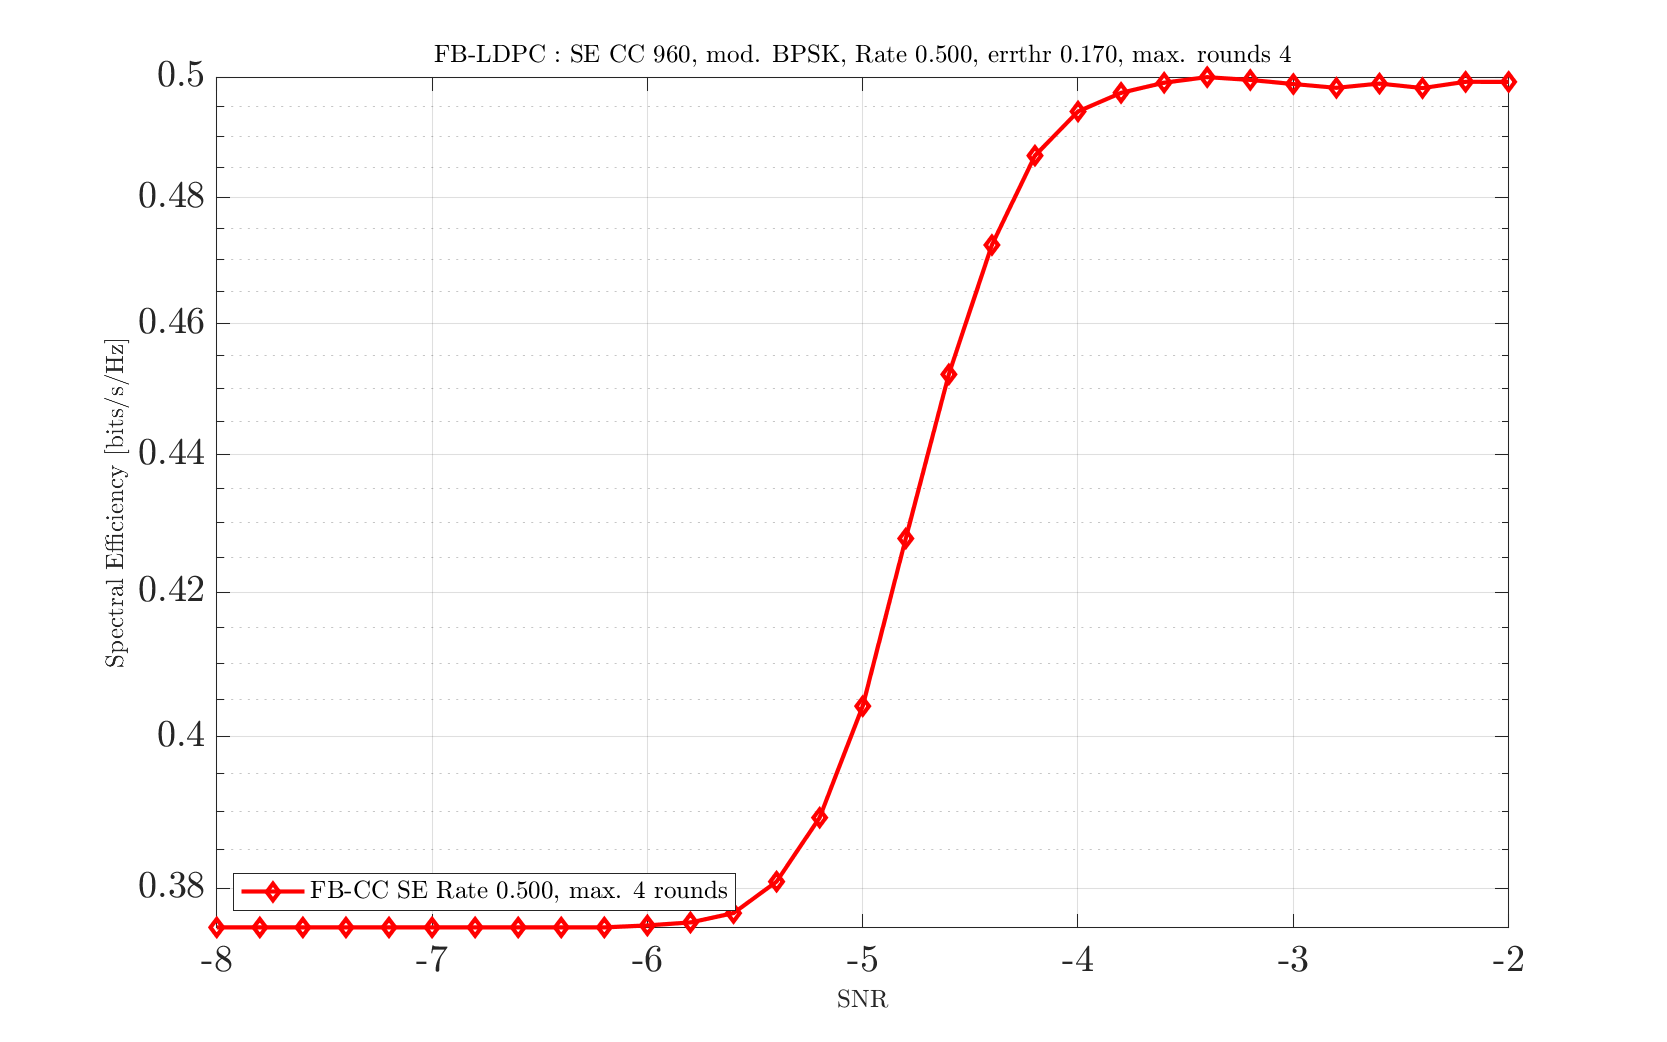 FB-LDPC : SE CC 960, mod. BPSK, Rate 0.500, errthr 0.170, max. rounds 4
0.5
0.48
0.46
0.44
0.42
0.4
0.38
Spectral Efficiency [bits/s/Hz]
FB-CC SE Rate 0.500, max. 4 rounds
-8 -7 -6 -5 -4 -3 -2
SNR